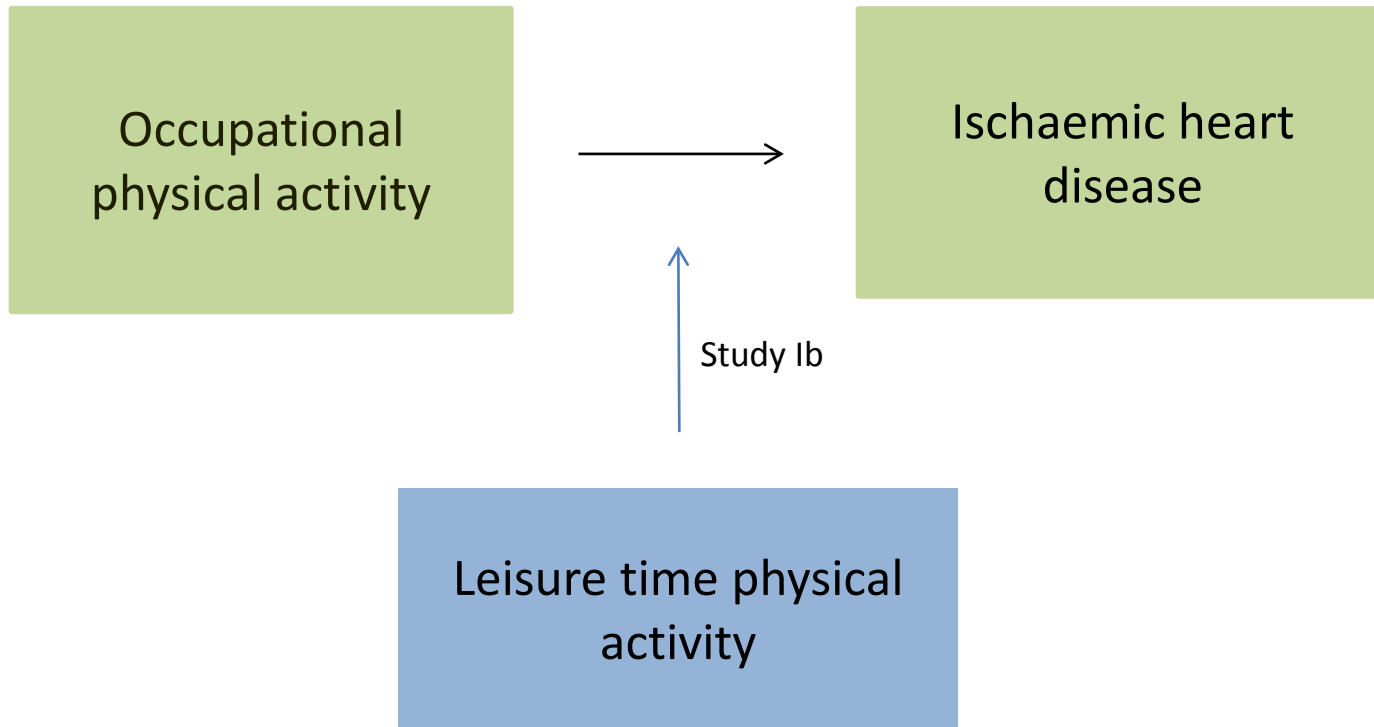 Occupational
physical activity
Ischaemic heart
disease
Study Ib
Leisure time physical
activity